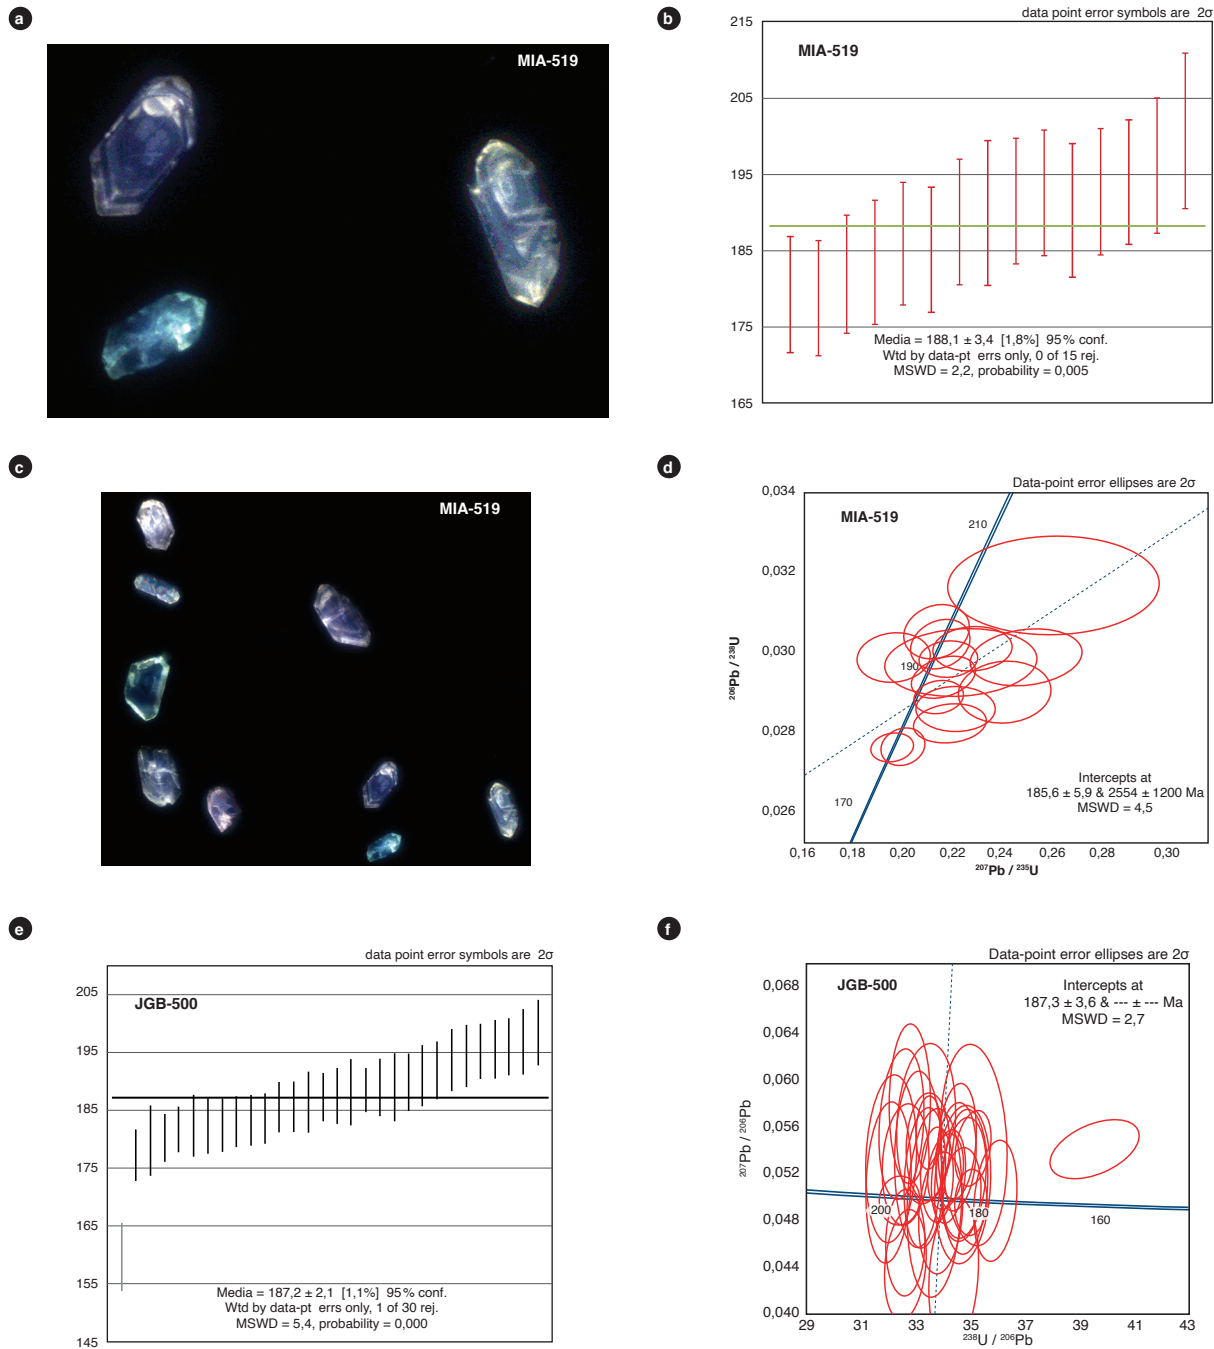 a
MIA-519
b
data point error symbols are 2σ
MIA-519
215
205
195
185
175
165
Media = 188,1 ± 3,4 [1,8%] 95% conf.
Wtd by data-pt errs only, 0 of 15 rej.
MSWD = 2,2, probability = 0,005
c
MIA-519
d
Data-point error ellipses are 2σ
MIA-519
0,034
0,032
0,030
0,028
0,026
206Pb / 238U
210
190
170
Intercepts at
185,6 ± 5,9 & 2554 ± 1200 Ma
MSWD = 4,5
0,16 0,18 0,20 0,22 0,24 0,26 0,28 0,30
207Pb / 235U
e
data point error symbols are 2σ
JGB-500
205
195
185
175
165
155
145
Media = 187,2 ± 2,1 [1,1%] 95% conf.
Wtd by data-pt errs only, 1 of 30 rej.
MSWD = 5,4, probability = 0,000
f
Data-point error ellipses are 2σ
JGB-500
Intercepts at
187,3 ± 3,6 & --- ± --- Ma
MSWD = 2,7
0,068
0,064
0,060
0,056
0,052
0,048
0,044
0,040
207Pb / 206Pb
200
180
160
29 31 33 35 37 39 41 43
238U / 206Pb